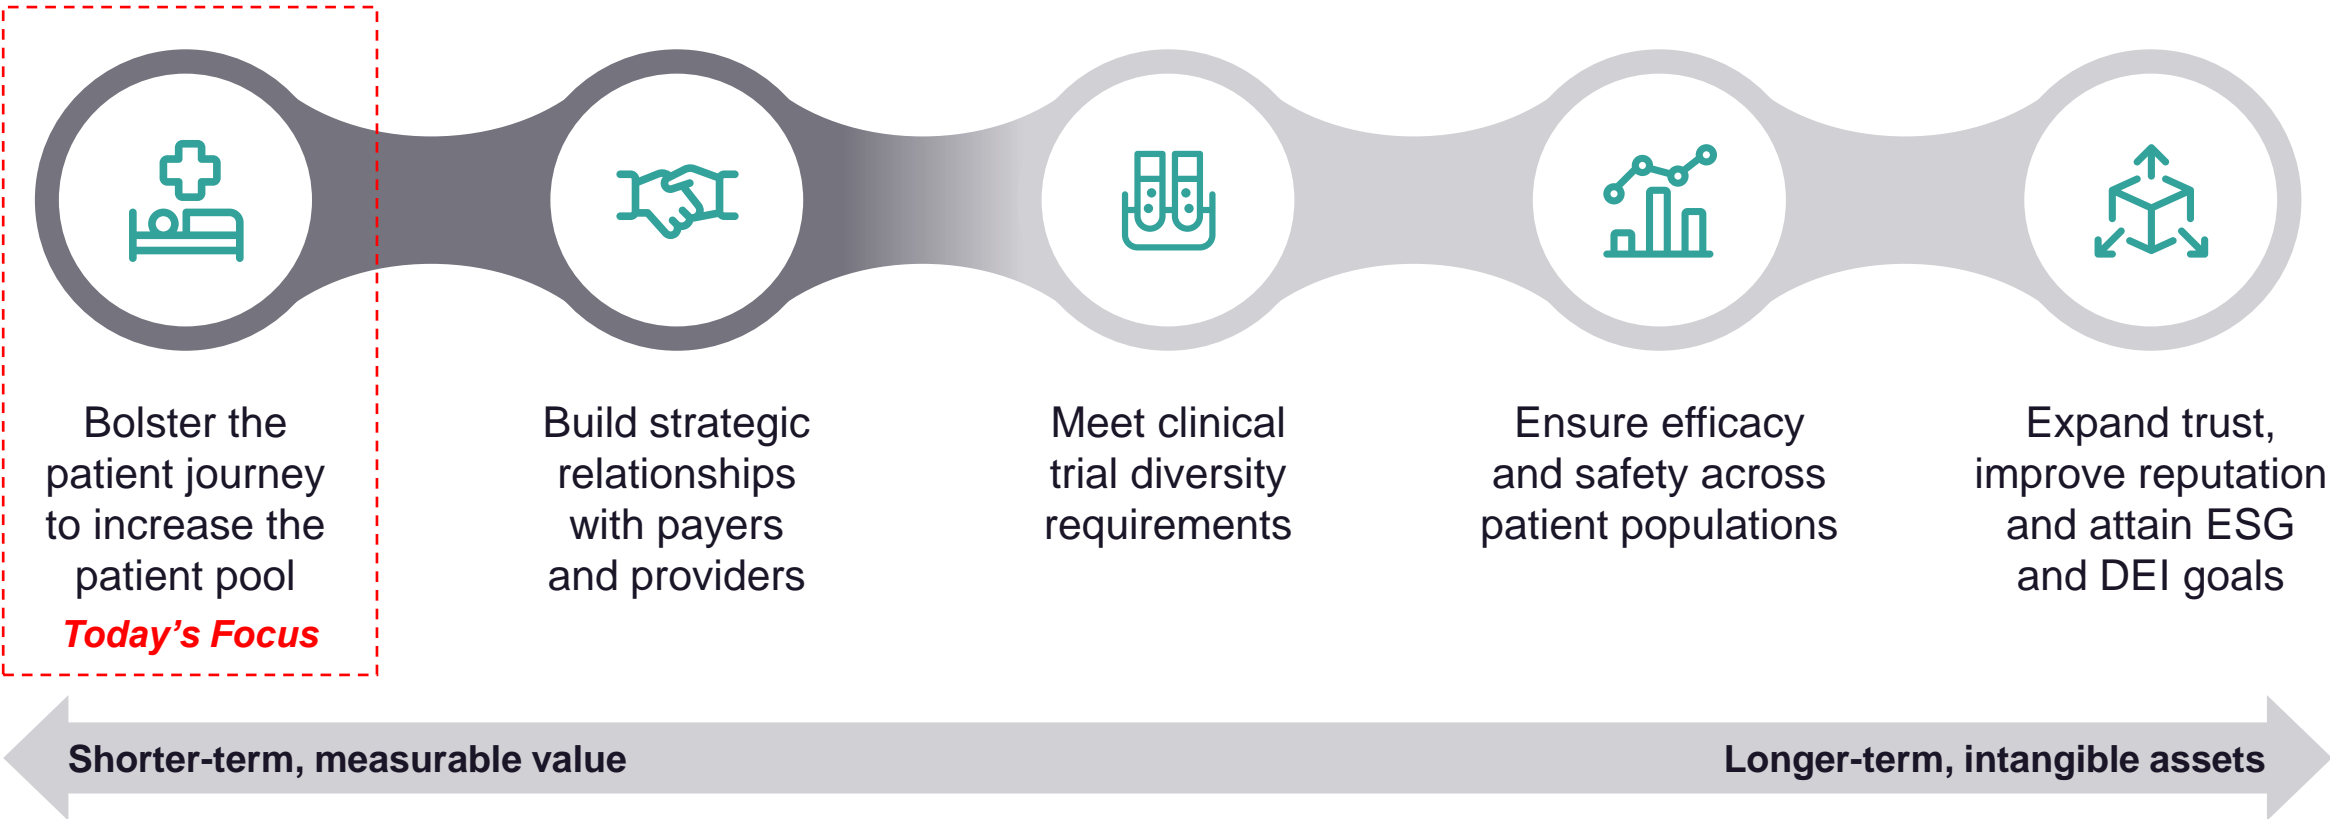 Bolster the
patient journey
to increase the
patient pool
Today’s Focus
Build strategic
relationships
with payers
and providers
Meet clinical
trial diversity
requirements
Ensure efficacy
and safety across
patient populations
Expand trust,
improve reputation
and attain ESG
and DEI goals
Shorter-term, measurable value
Longer-term, intangible assets